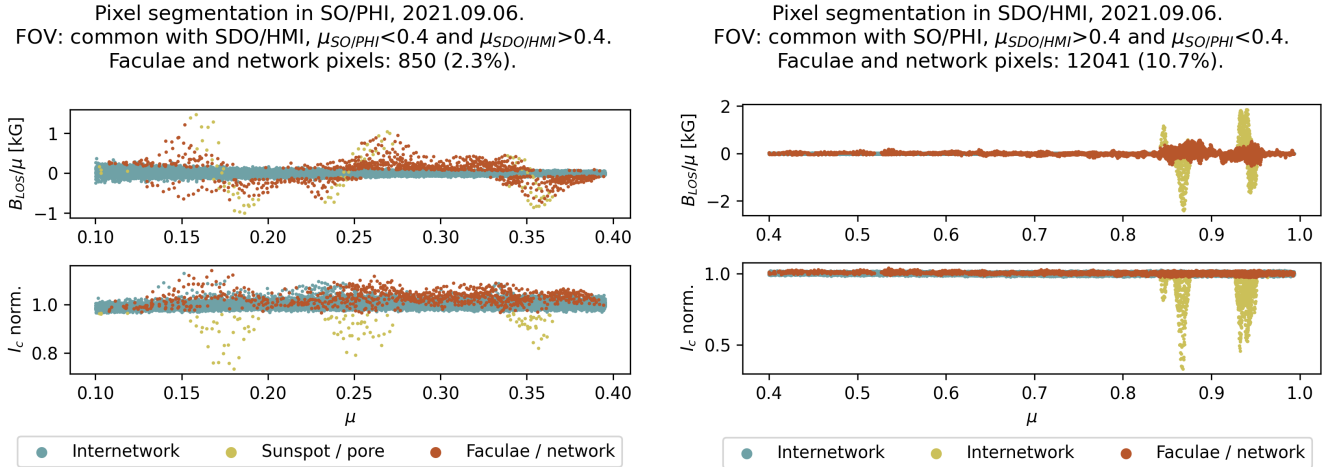 Pixel segmentation in SO/PHI, 2021.09.06.
FOV: common with SDO/HMI, μSO/PHI<0.4 and μSDO/HMI>0.4.
Faculae and network pixels: 850 (2.3%).
BLOS/μ [kG]
1
0
−1
0.10 0.15 0.20 0.25 0.30 0.35 0.40
Ic norm.
1.0
0.8
0.10 0.15 0.20 0.25 0.30 0.35 0.40
μ
Internetwork Sunspot / pore Faculae / network
Pixel segmentation in SDO/HMI, 2021.09.06.
FOV: common with SO/PHI, μSDO/HMI>0.4 and μSO/PHI<0.4.
Faculae and network pixels: 12041 (10.7%).
BLOS/μ [kG]
2
0
−2
0.4 0.5 0.6 0.7 0.8 0.9 1.0
Ic norm.
1.0
0.5
0.4 0.5 0.6 0.7 0.8 0.9 1.0
μ
Internetwork Internetwork Faculae / network